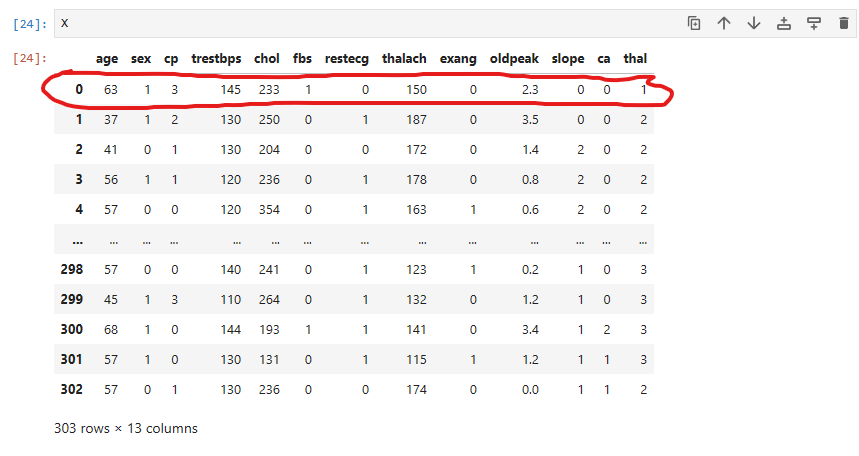 [24]: X
[24]:
age sex cp trestbps chol fbs restecg thalach exang oldpeak slope ca thal
0 63 1 3 145 233 1 0 150 0 2.3 0 0 1
1 37 1 2 130 250 0 1 187 0 3.5 0 0 2
2 41 0 1 130 204 0 0 172 0 1.4 2 0 2
3 56 1 1 120 236 0 1 178 0 0.8 2 0 2
4 57 0 0 120 354 0 1 163 1 0.6 2 0 2
... ... ... ... ... ... ... ... ... ... ... ... ... ...
298 57 0 0 140 241 0 1 123 1 0.2 1 0 3
299 45 1 3 110 264 0 1 132 0 1.2 1 0 3
300 68 1 0 144 193 1 1 141 0 3.4 1 2 3
301 57 1 0 130 131 0 1 115 1 1.2 1 1 3
302 57 0 1 130 236 0 0 174 0 0.0 1 1 2
303 rows × 13 columns